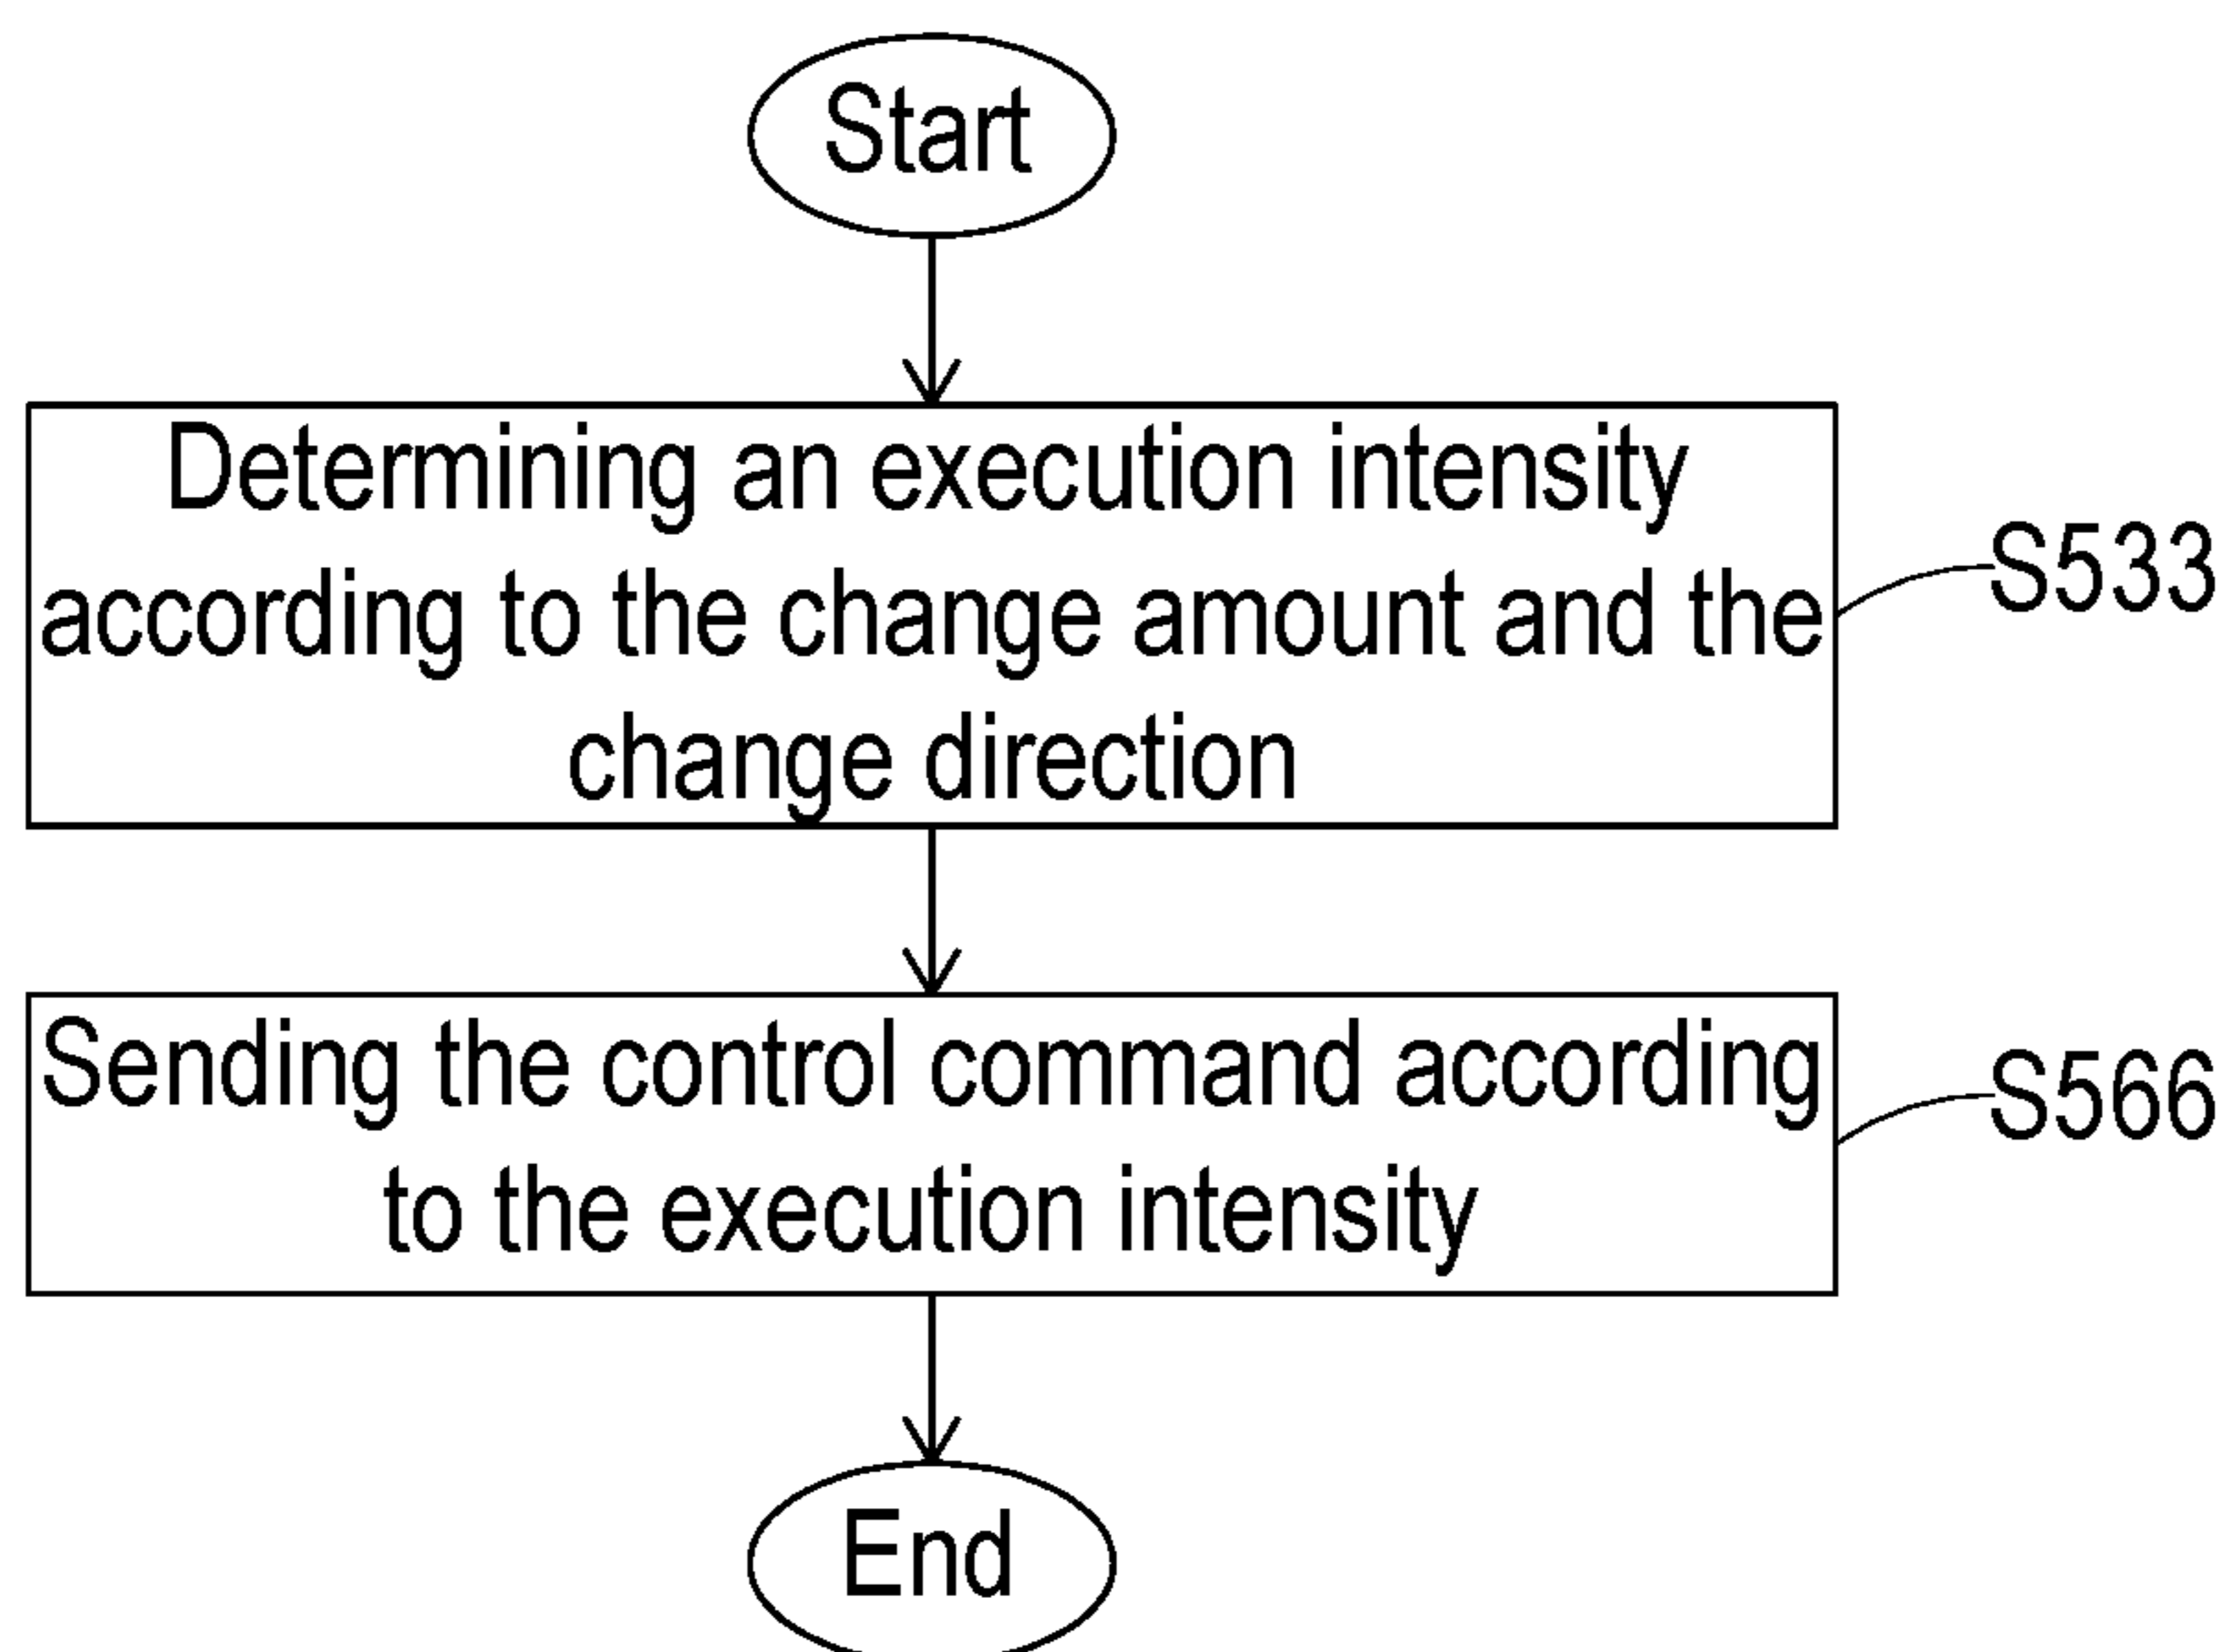 Start
Determining an execution intensity
according to the change amount and the
change direction
S533
Sending the control command according
to the execution intensity
S566
End